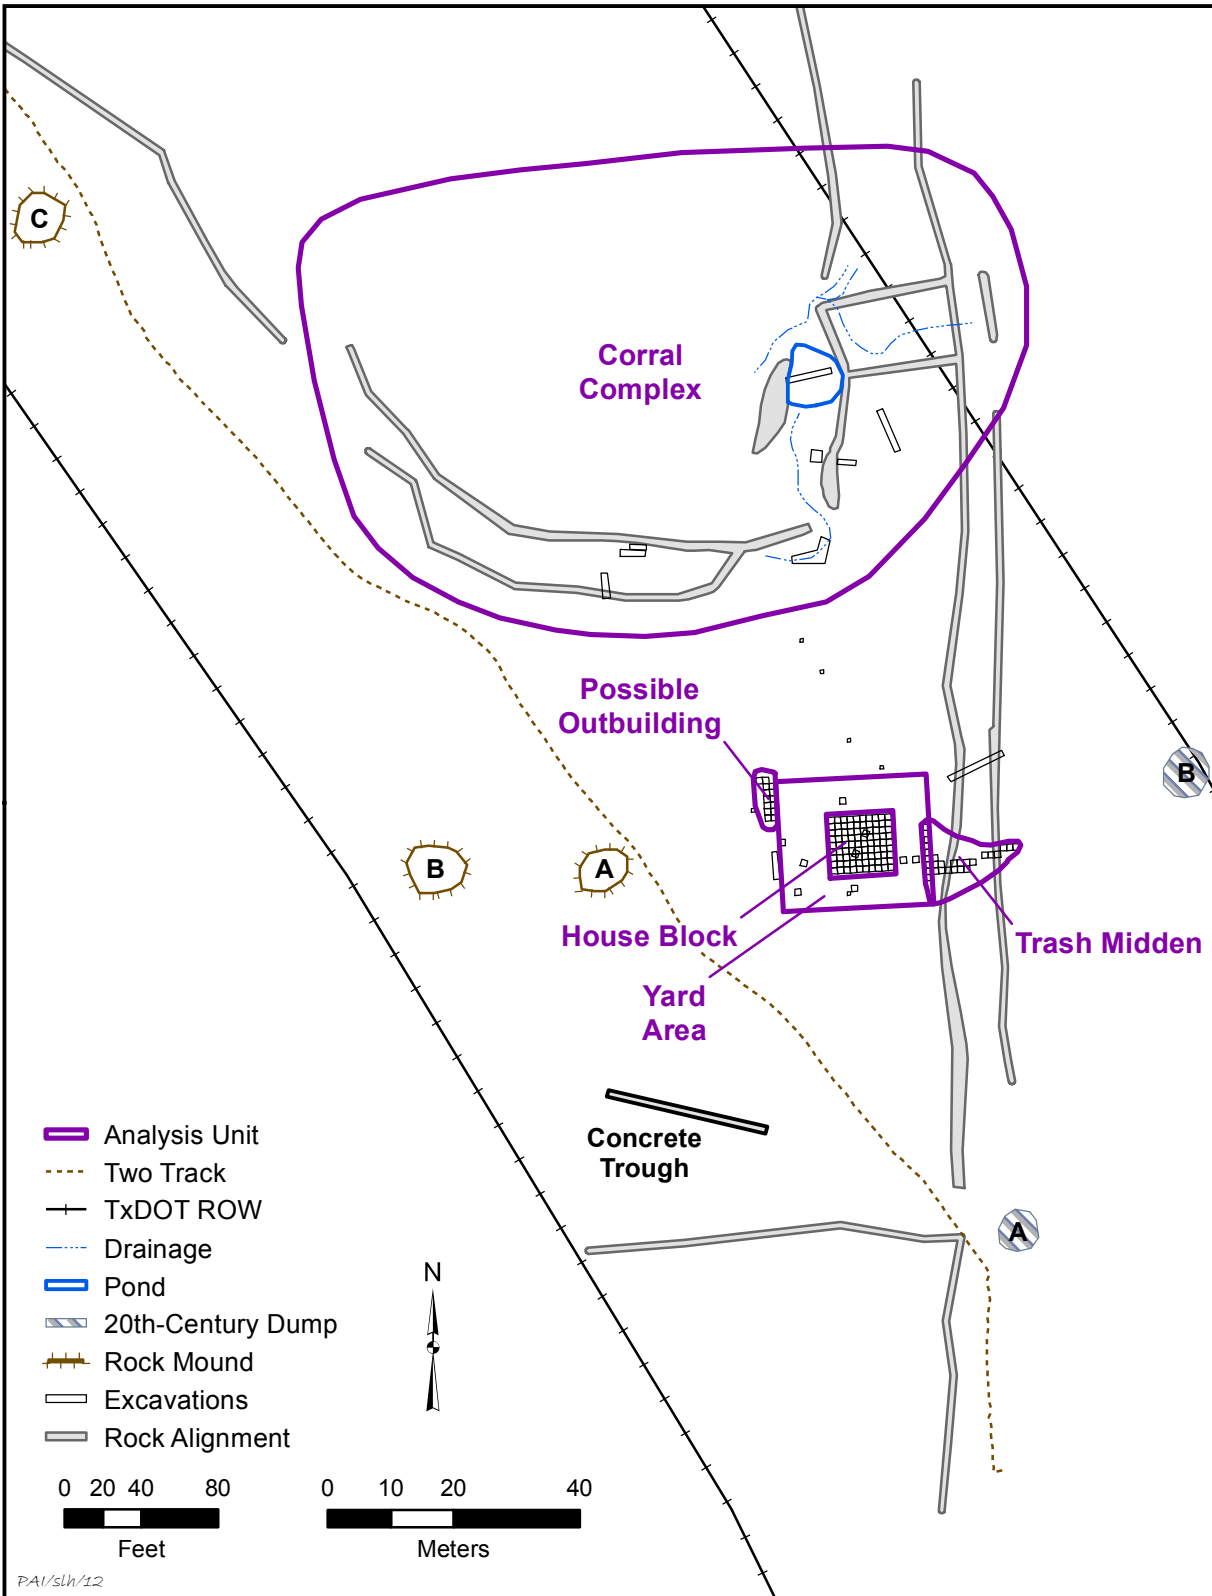 C
Corral
Complex
Possible
Outbuilding
B
B
A
House Block
Trash Midden
Yard
Area
Concrete
Trough
A
Analysis Unit
Two Track
TxDOT ROW
Drainage
Pond
20th-Century Dump
Rock Mound
Excavations
Rock Alignment
N
0 20 40 80
Feet
0 10 20 40
Meters
PAI/slh/12